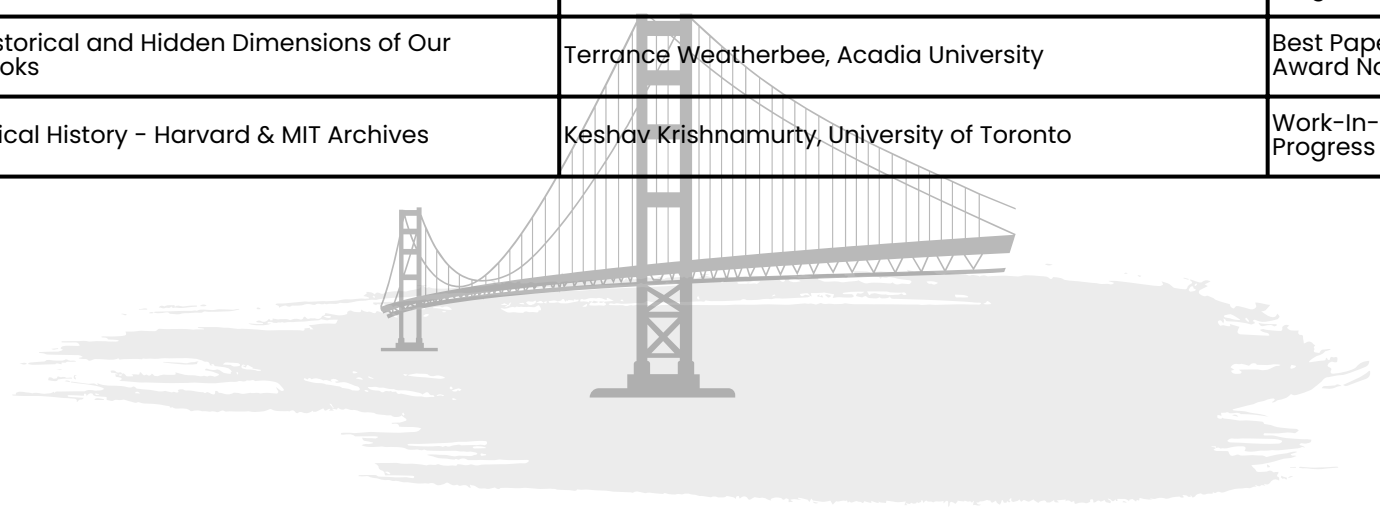 storical and Hidden Dimensions of Our
oks
Terrance Weatherbee, Acadia University
Best Pape
Award No
ical History - Harvard & MIT Archives
Keshav Krishnamurty, University of Toronto
Work-In-
Progress